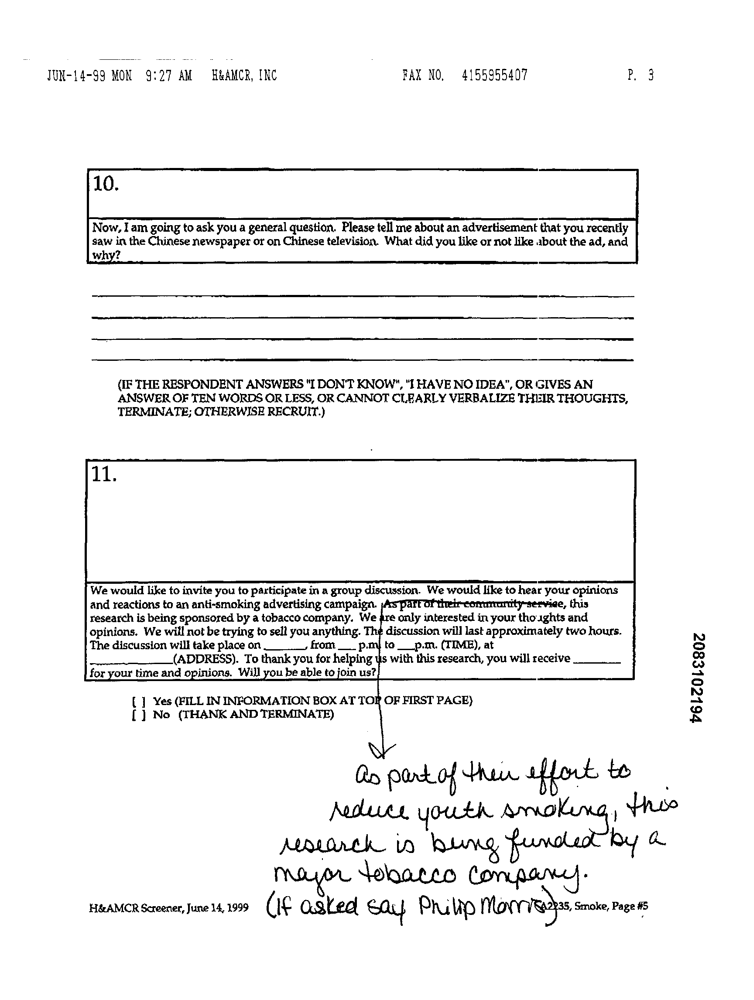 JUN-14-99 MON 9:27 AM H&AMCR, INC FAX NO. 4155955407 P. 3
10.
Now, I am going to ask you a general question. Please tell me about an advertisement that you recently
saw in the Chinese newspaper or on Chinese television. What did you like or not like about the ad, and
why?
(IF THE RESPONDENT ANSWERS "I DON'T KNOW", "I HAVE NO IDEA", OR GIVES AN
ANSWER OF TEN WORDS OR LESS, OR CANNOT CLEARLY VERBALIZE THEIR THOUGHTS,
TERMINATE; OTHERWISE RECRUIT.)
11.
We would like to invite you to participate in a group discussion. We would like to hear your opinions
and reactions to an anti-smoking advertising campaign. As part of their community service, this
research is being sponsored by a tobacco company. We are only interested in your thoughts and
opinions. We will not be trying to sell you anything. The discussion will last approximately two hours.
The discussion will take place on _______, from ___ p.m. to ___p.m. (TIME), at
_____________(ADDRESS). To thank you for helping us with this research, you will receive _______
for your time and opinions. Will you be able to join us?
[ ] Yes (FILL IN INFORMATION BOX AT TOP OF FIRST PAGE)
[ ] No (THANK AND TERMINATE)
as part of their effort to
reduce youth smoking, this
research is being funded by a
major tobacco company.
(If asked say Philip Morris)
H&AMCR Screener, June 14, 1999 2235, Smoke, Page #5
2083102194